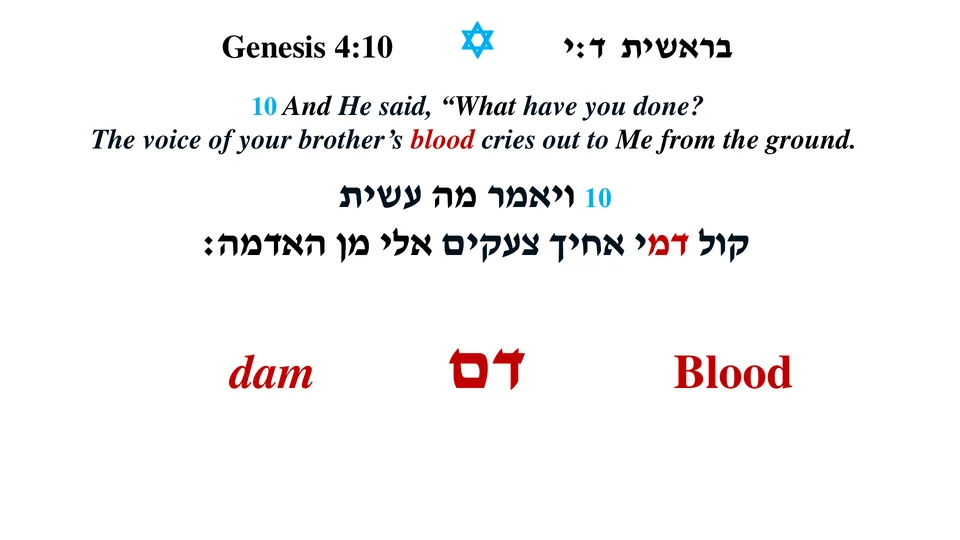 Genesis 4:10 בראשית ד:י
10 And He said, “What have you done?
The voice of your brother’s blood cries out to Me from the ground.
10 ויאמר מה עשית
קול דמי אחיך צעקים אלי מן האדמה:
dam דם Blood